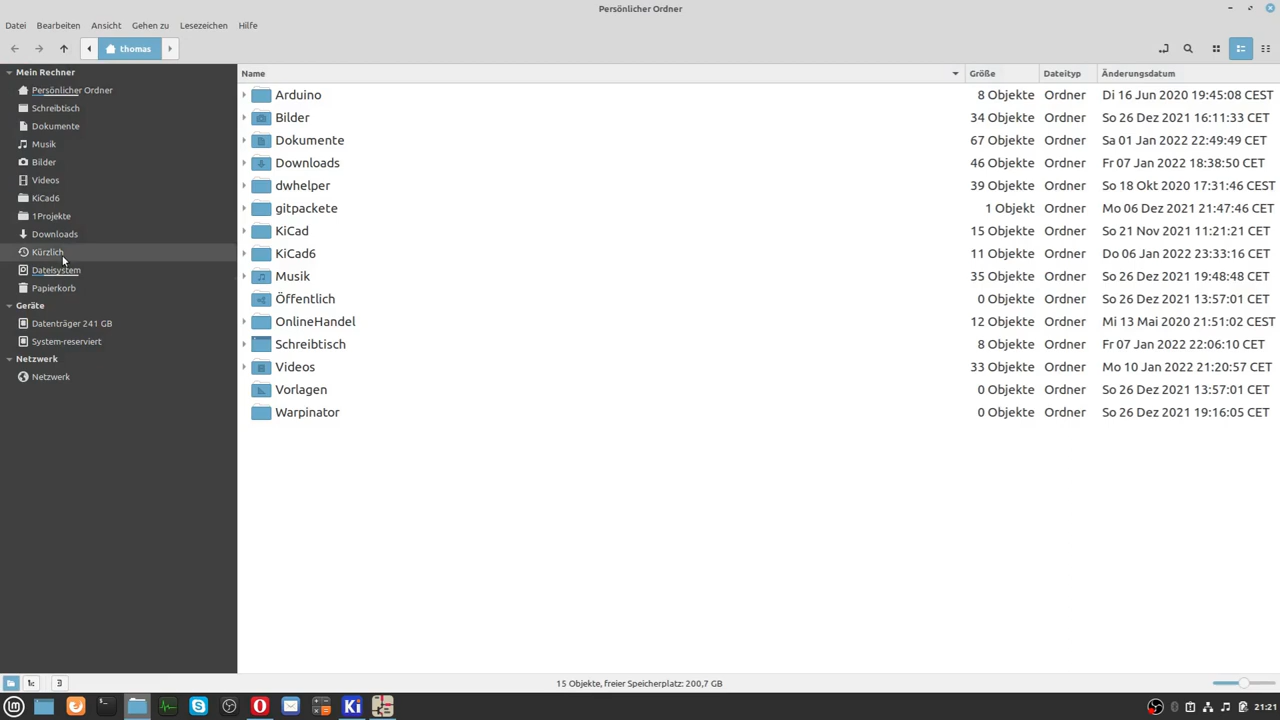 Persönlicher Ordner
Datei Bearbeiten Ansicht Gehen zu Lesezeichen Hilfe
thomas
Mein Rechner
Persönlicher Ordner
Schreibtisch
Dokumente
Musik
Bilder
Videos
KiCad6
1Projekte
Downloads
Kürzlich
Dateisystem
Papierkorb
Geräte
Datenträger 241 GB
System-reserviert
Netzwerk
Netzwerk
Name Größe Dateityp Änderungsdatum
Arduino 8 Objekte Ordner Di 16 Jun 2020 19:45:08 CEST
Bilder 34 Objekte Ordner So 26 Dez 2021 16:11:33 CET
Dokumente 67 Objekte Ordner Sa 01 Jan 2022 22:49:49 CET
Downloads 46 Objekte Ordner Fr 07 Jan 2022 18:38:50 CET
dwhelper 39 Objekte Ordner So 18 Okt 2020 17:31:46 CEST
gitpackete 1 Objekt Ordner Mo 06 Dez 2021 21:47:46 CET
KiCad 15 Objekte Ordner So 21 Nov 2021 11:21:21 CET
KiCad6 11 Objekte Ordner Do 06 Jan 2022 23:33:16 CET
Musik 35 Objekte Ordner So 26 Dez 2021 19:48:48 CET
Öffentlich 0 Objekte Ordner So 26 Dez 2021 13:57:01 CET
OnlineHandel 12 Objekte Ordner Mi 13 Mai 2020 21:51:02 CEST
Schreibtisch 8 Objekte Ordner Fr 07 Jan 2022 22:06:10 CET
Videos 33 Objekte Ordner Mo 10 Jan 2022 21:20:57 CET
Vorlagen 0 Objekte Ordner So 26 Dez 2021 13:57:01 CET
Warpinator 0 Objekte Ordner So 26 Dez 2021 19:16:05 CET
15 Objekte, freier Speicherplatz: 200,7 GB
Ki
21:21